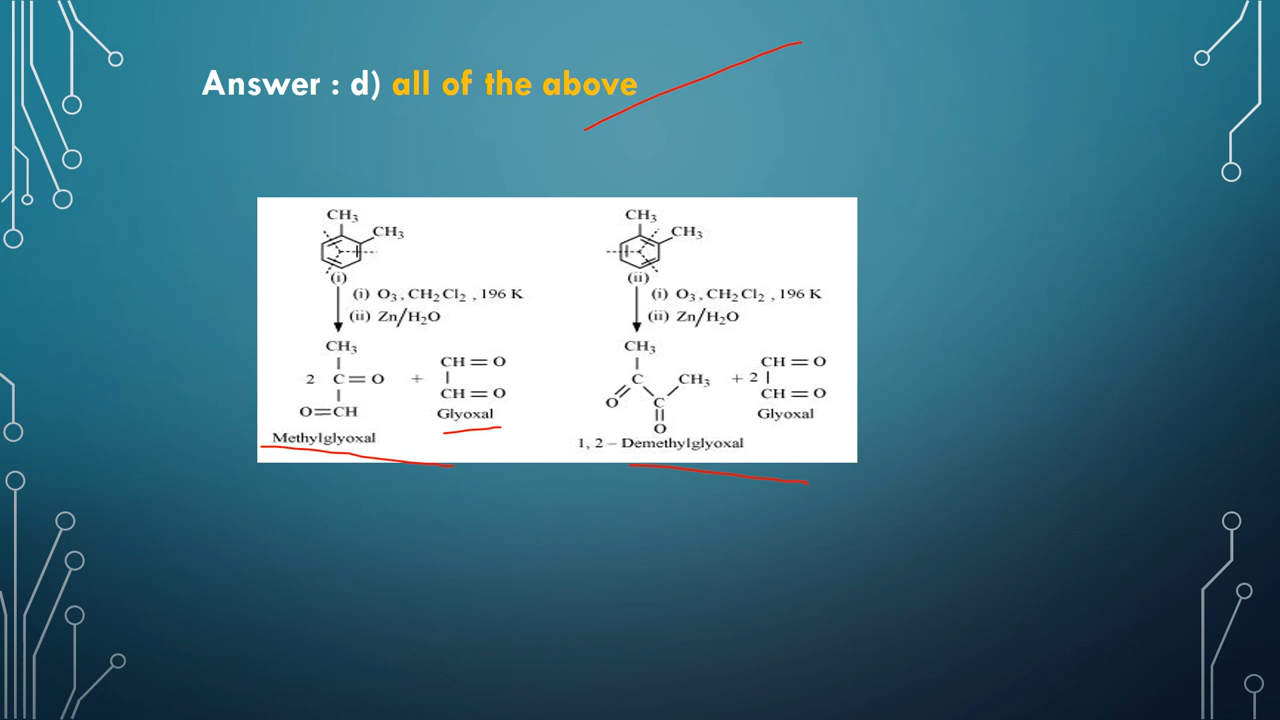 Answer : d) all of the above
CH3
CH3
(i)
(i) O3 , CH2Cl2 , 196 K
(ii) Zn/H2O
CH3
2 C=O
O=CH
Methylglyoxal
+
CH=O
CH=O
Glyoxal
CH3
CH3
(ii)
(i) O3, CH2Cl2 , 196 K
(ii) Zn/H2O
CH3
C
CH3
O
C
O
1, 2 – Demethylglyoxal
+ 2
CH=O
CH=O
Glyoxal